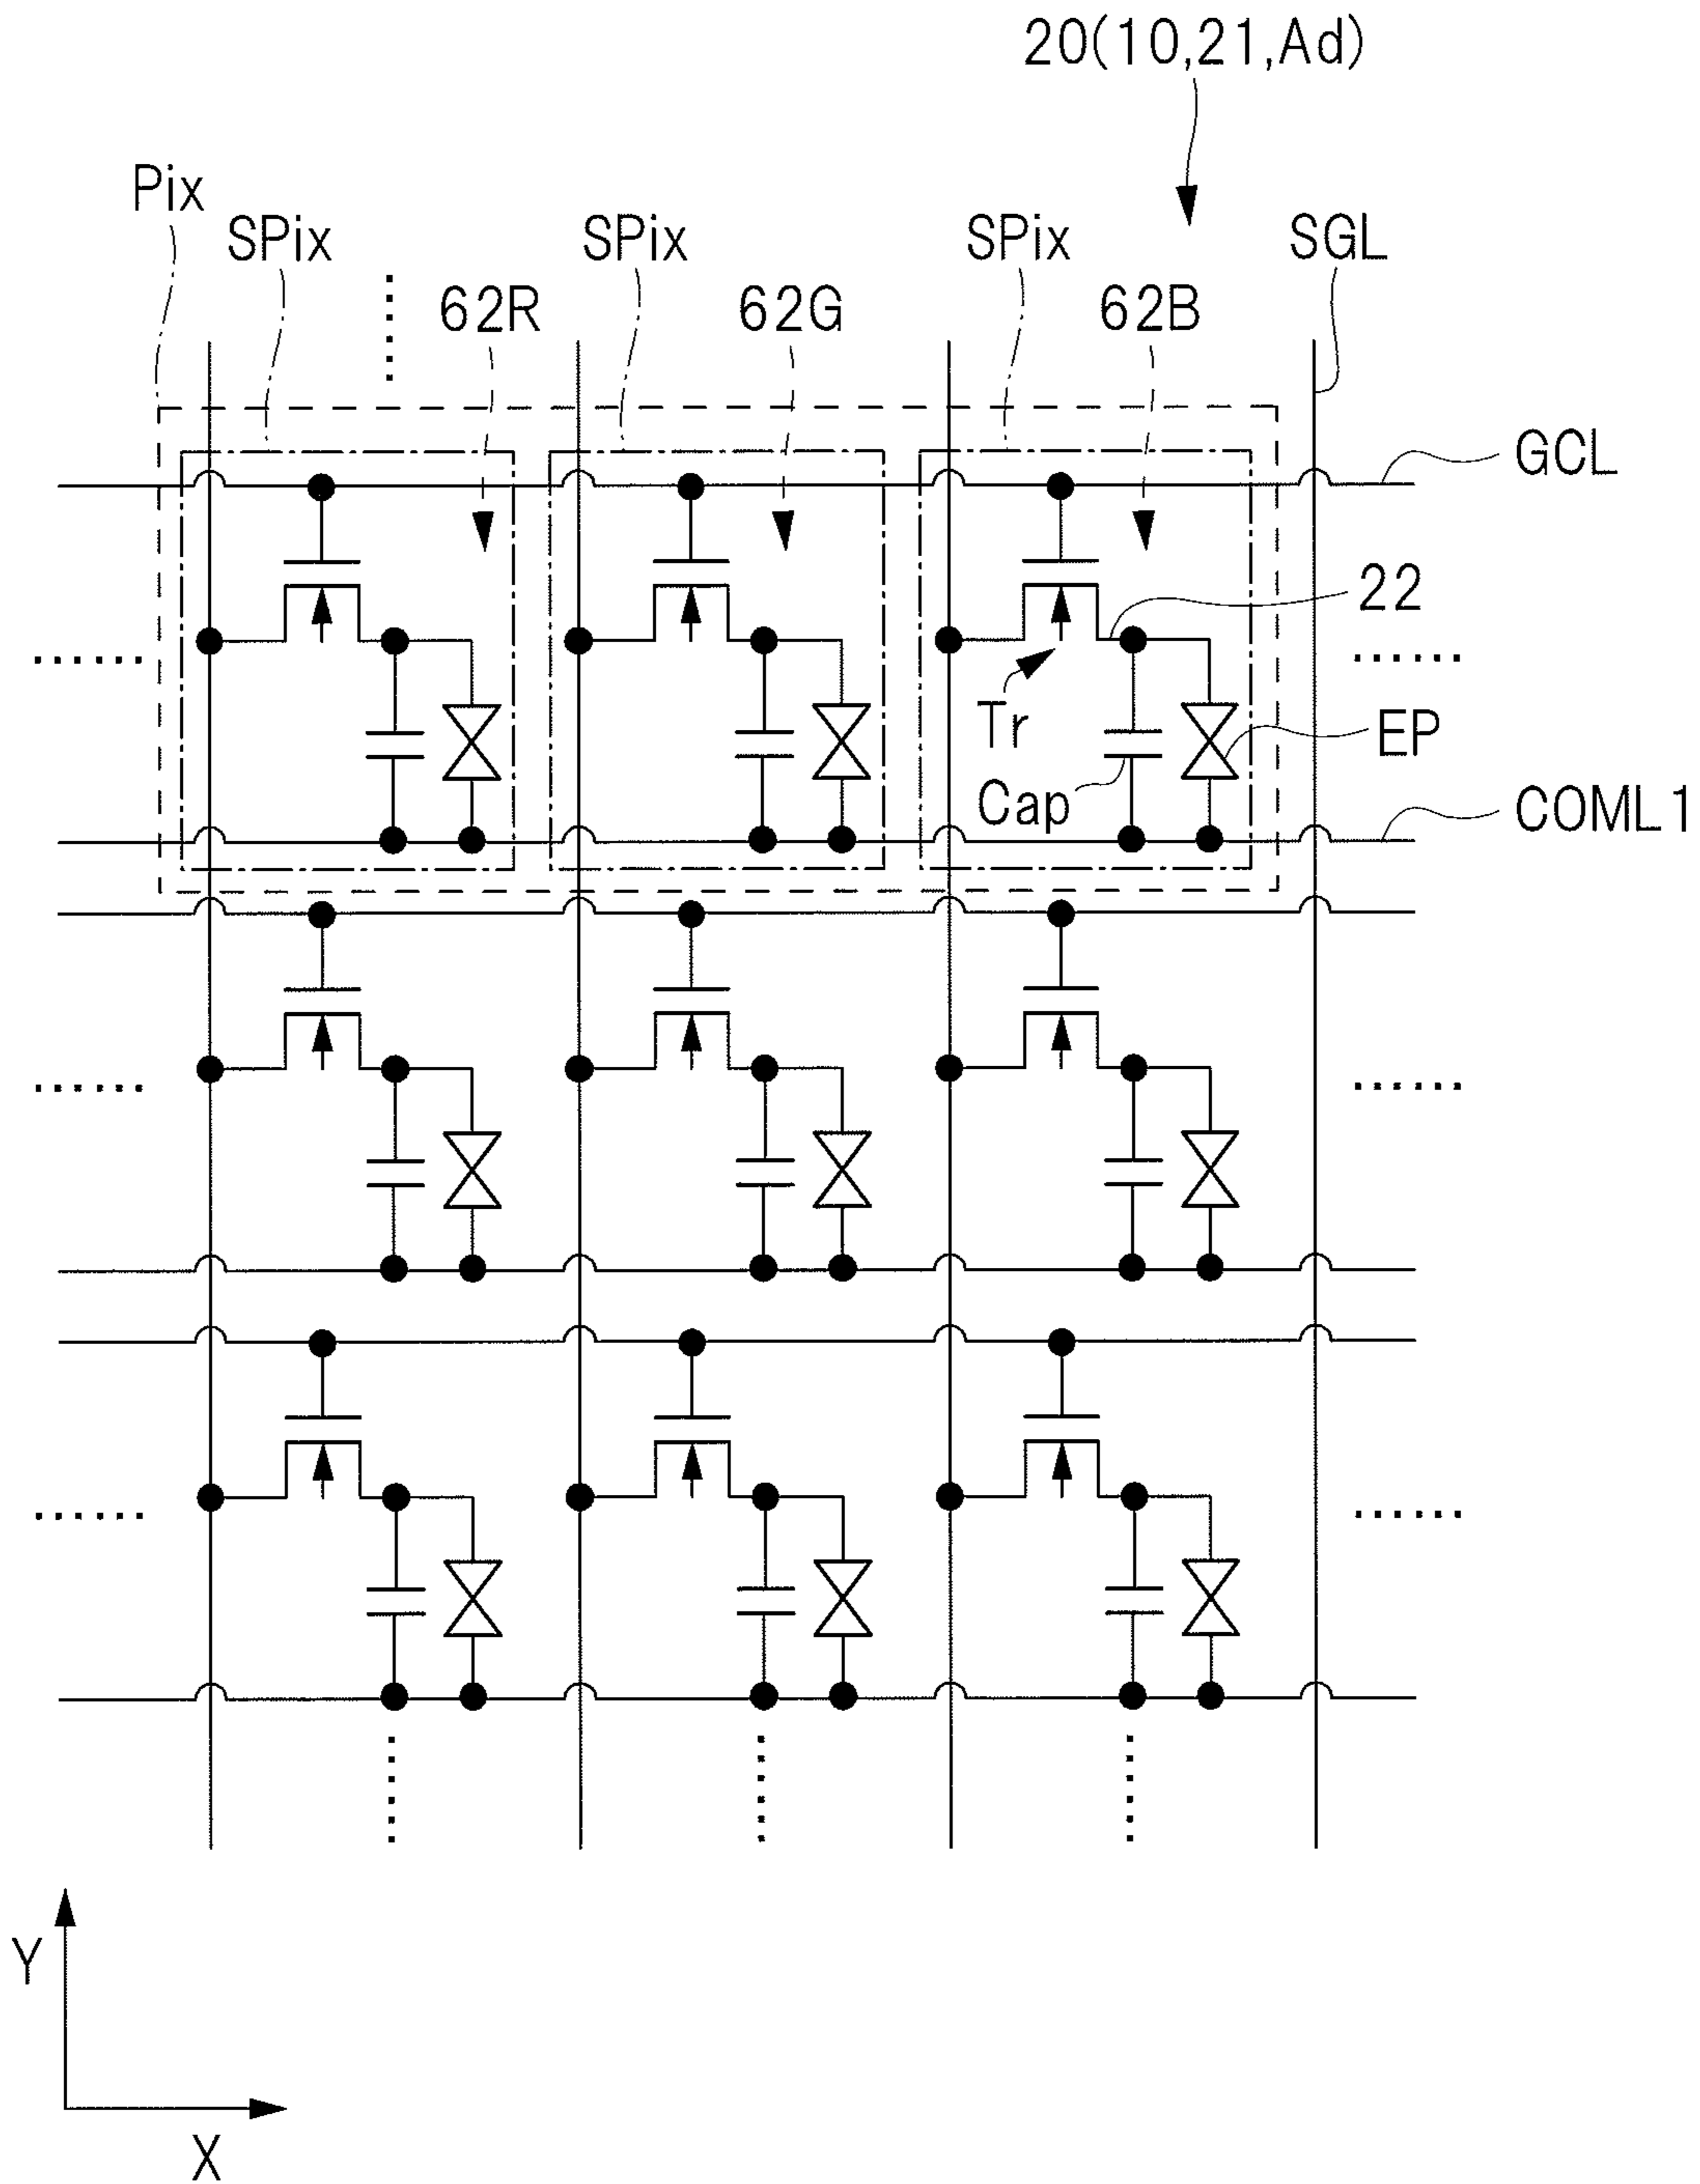 20(10,21,Ad)
Pix
SPix
SPix
SPix
SGL
62R
62G
62B
GCL
22
Tr
EP
Cap
COML1
Y
X